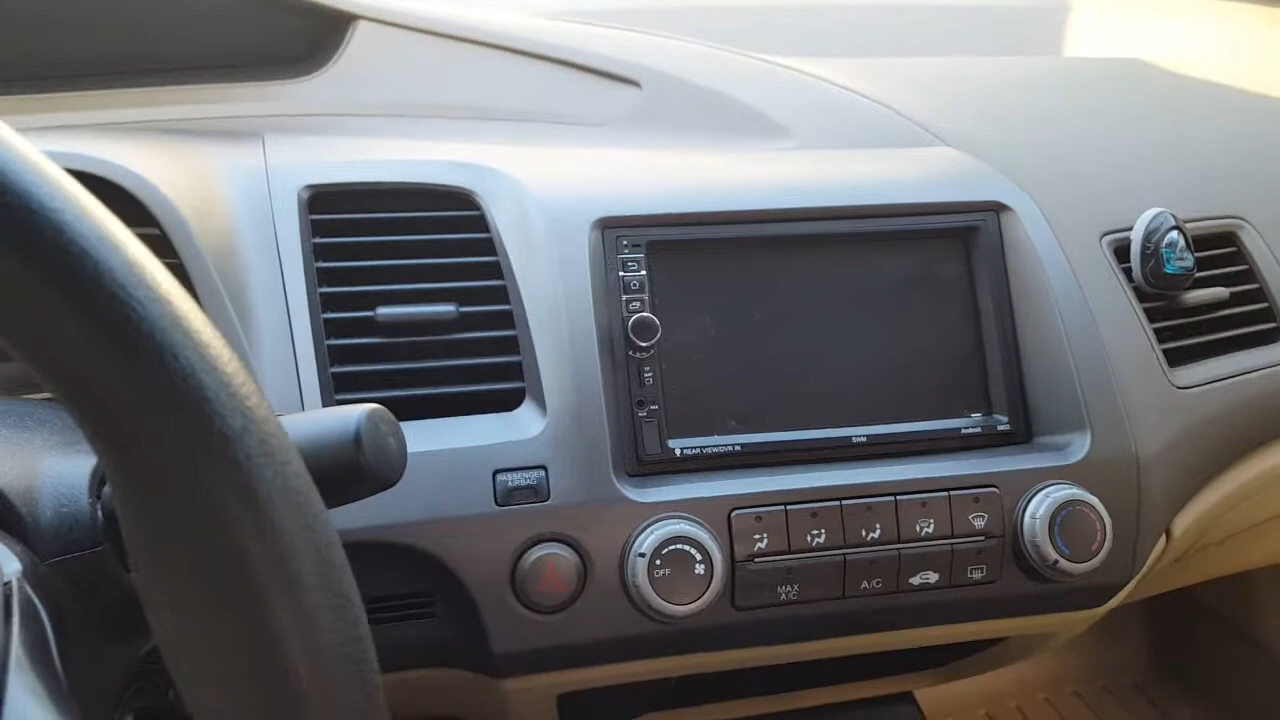 REAR VIEW/DVR IN
SWM
Android
PASSENGER
AIRBAG
OFF
MAX
A/C
A/C